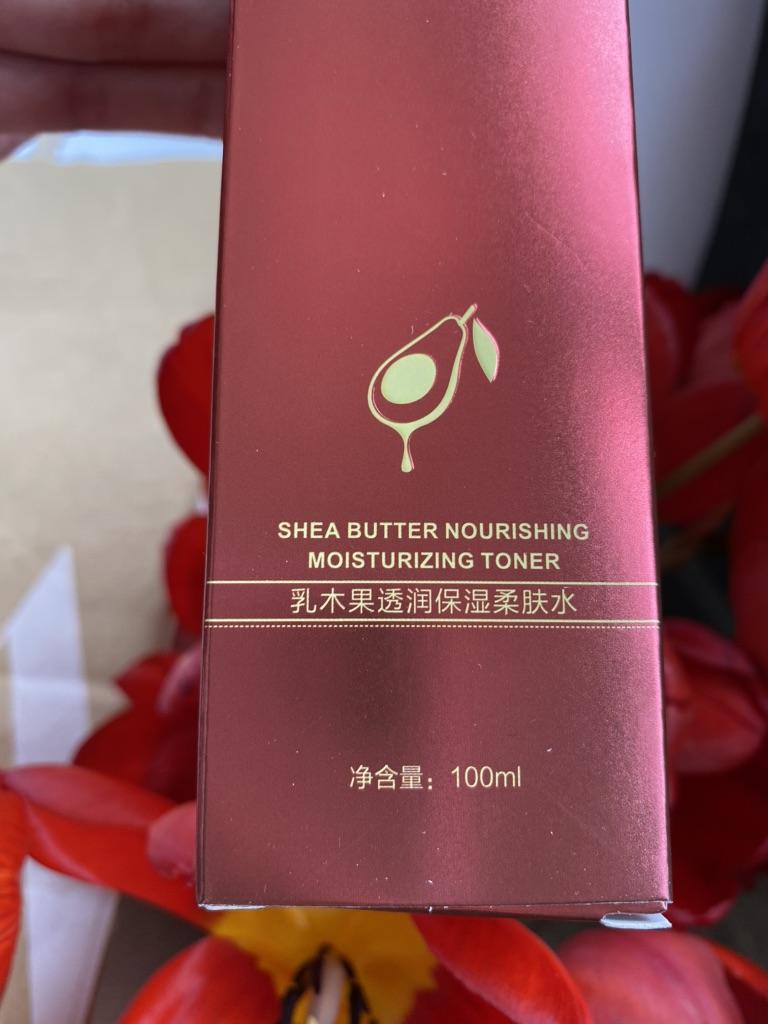 SHEA BUTTER NOURISHING
MOISTURIZING TONER
乳木果透润保湿柔肤水
净含量：100ml